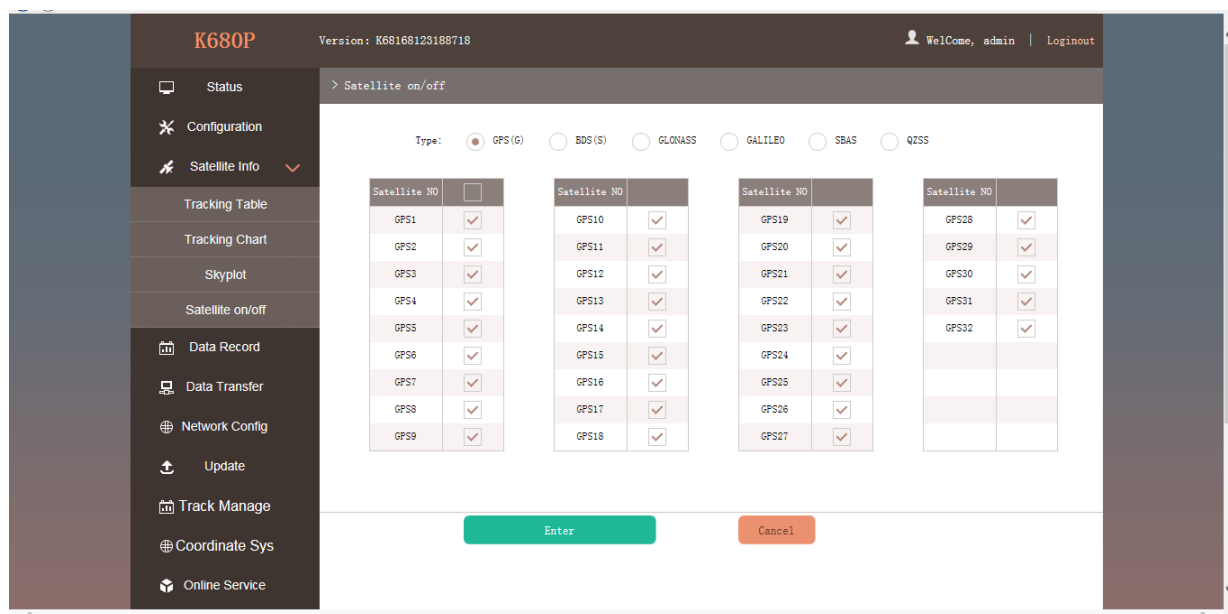 K680P
Version: K68168123188718
WelCome, admin | Loginout
Status
Configuration
Satellite Info
Tracking Table
Tracking Chart
Skyplot
Satellite on/off
Data Record
Data Transfer
Network Config
Update
Track Manage
Coordinate Sys
Online Service
> Satellite on/off
Type: GPS(G) BDS(S) GLONASS GALILEO SBAS QZSS
Satellite NO Satellite NO Satellite NO Satellite NO
GPS1 GPS10 GPS19 GPS28
GPS2 GPS11 GPS20 GPS29
GPS3 GPS12 GPS21 GPS30
GPS4 GPS13 GPS22 GPS31
GPS5 GPS14 GPS23 GPS32
GPS6 GPS15 GPS24
GPS7 GPS16 GPS25
GPS8 GPS17 GPS26
GPS9 GPS18 GPS27
Enter Cancel